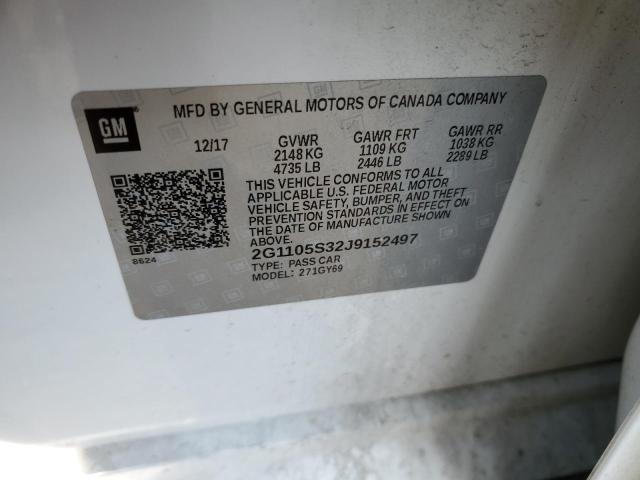 GM
MFD BY GENERAL MOTORS OF CANADA COMPANY
12/17 GVWR GAWR FRT GAWR RR
2148 KG 1109 KG 1038 KG
4735 LB 2446 LB 2289 LB
THIS VEHICLE CONFORMS TO ALL
APPLICABLE U.S. FEDERAL MOTOR
VEHICLE SAFETY, BUMPER, AND THEFT
PREVENTION STANDARDS IN EFFECT ON THE
DATE OF MANUFACTURE SHOWN
ABOVE.
2G1105S32J9152497
TYPE: PASS CAR
MODEL: 271GY69
8624